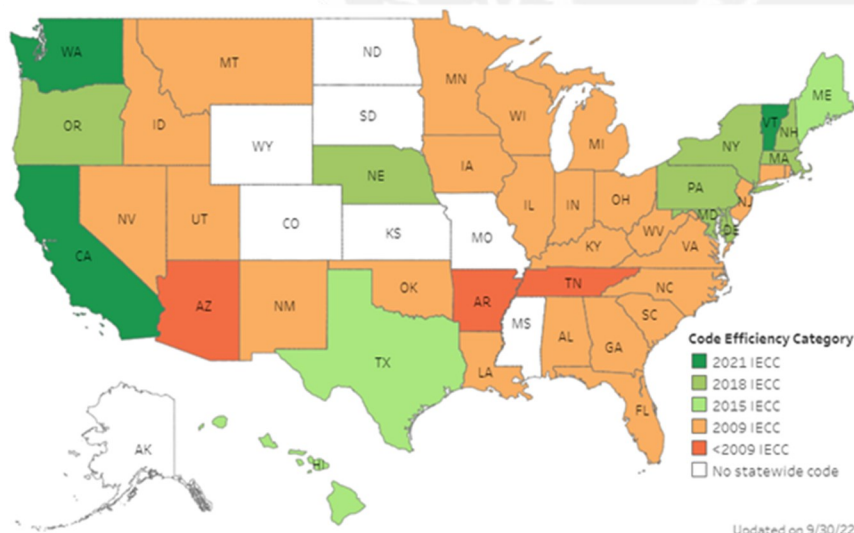 WA
MT
ND
MN
ME
OR
ID
SD
WI
VT
NH
NY
MA
WY
MI
IA
NE
PA
NV
UT
CO
IL
IN
OH
NJ
MD
DE
KS
MO
WV
VA
KY
CA
AZ
NM
OK
AR
TN
NC
SC
MS
AL
GA
TX
LA
FL
AK
HI
Code Efficiency Category
2021 IECC
2018 IECC
2015 IECC
2009 IECC
<2009 IECC
No statewide code
Updated on 9/30/22